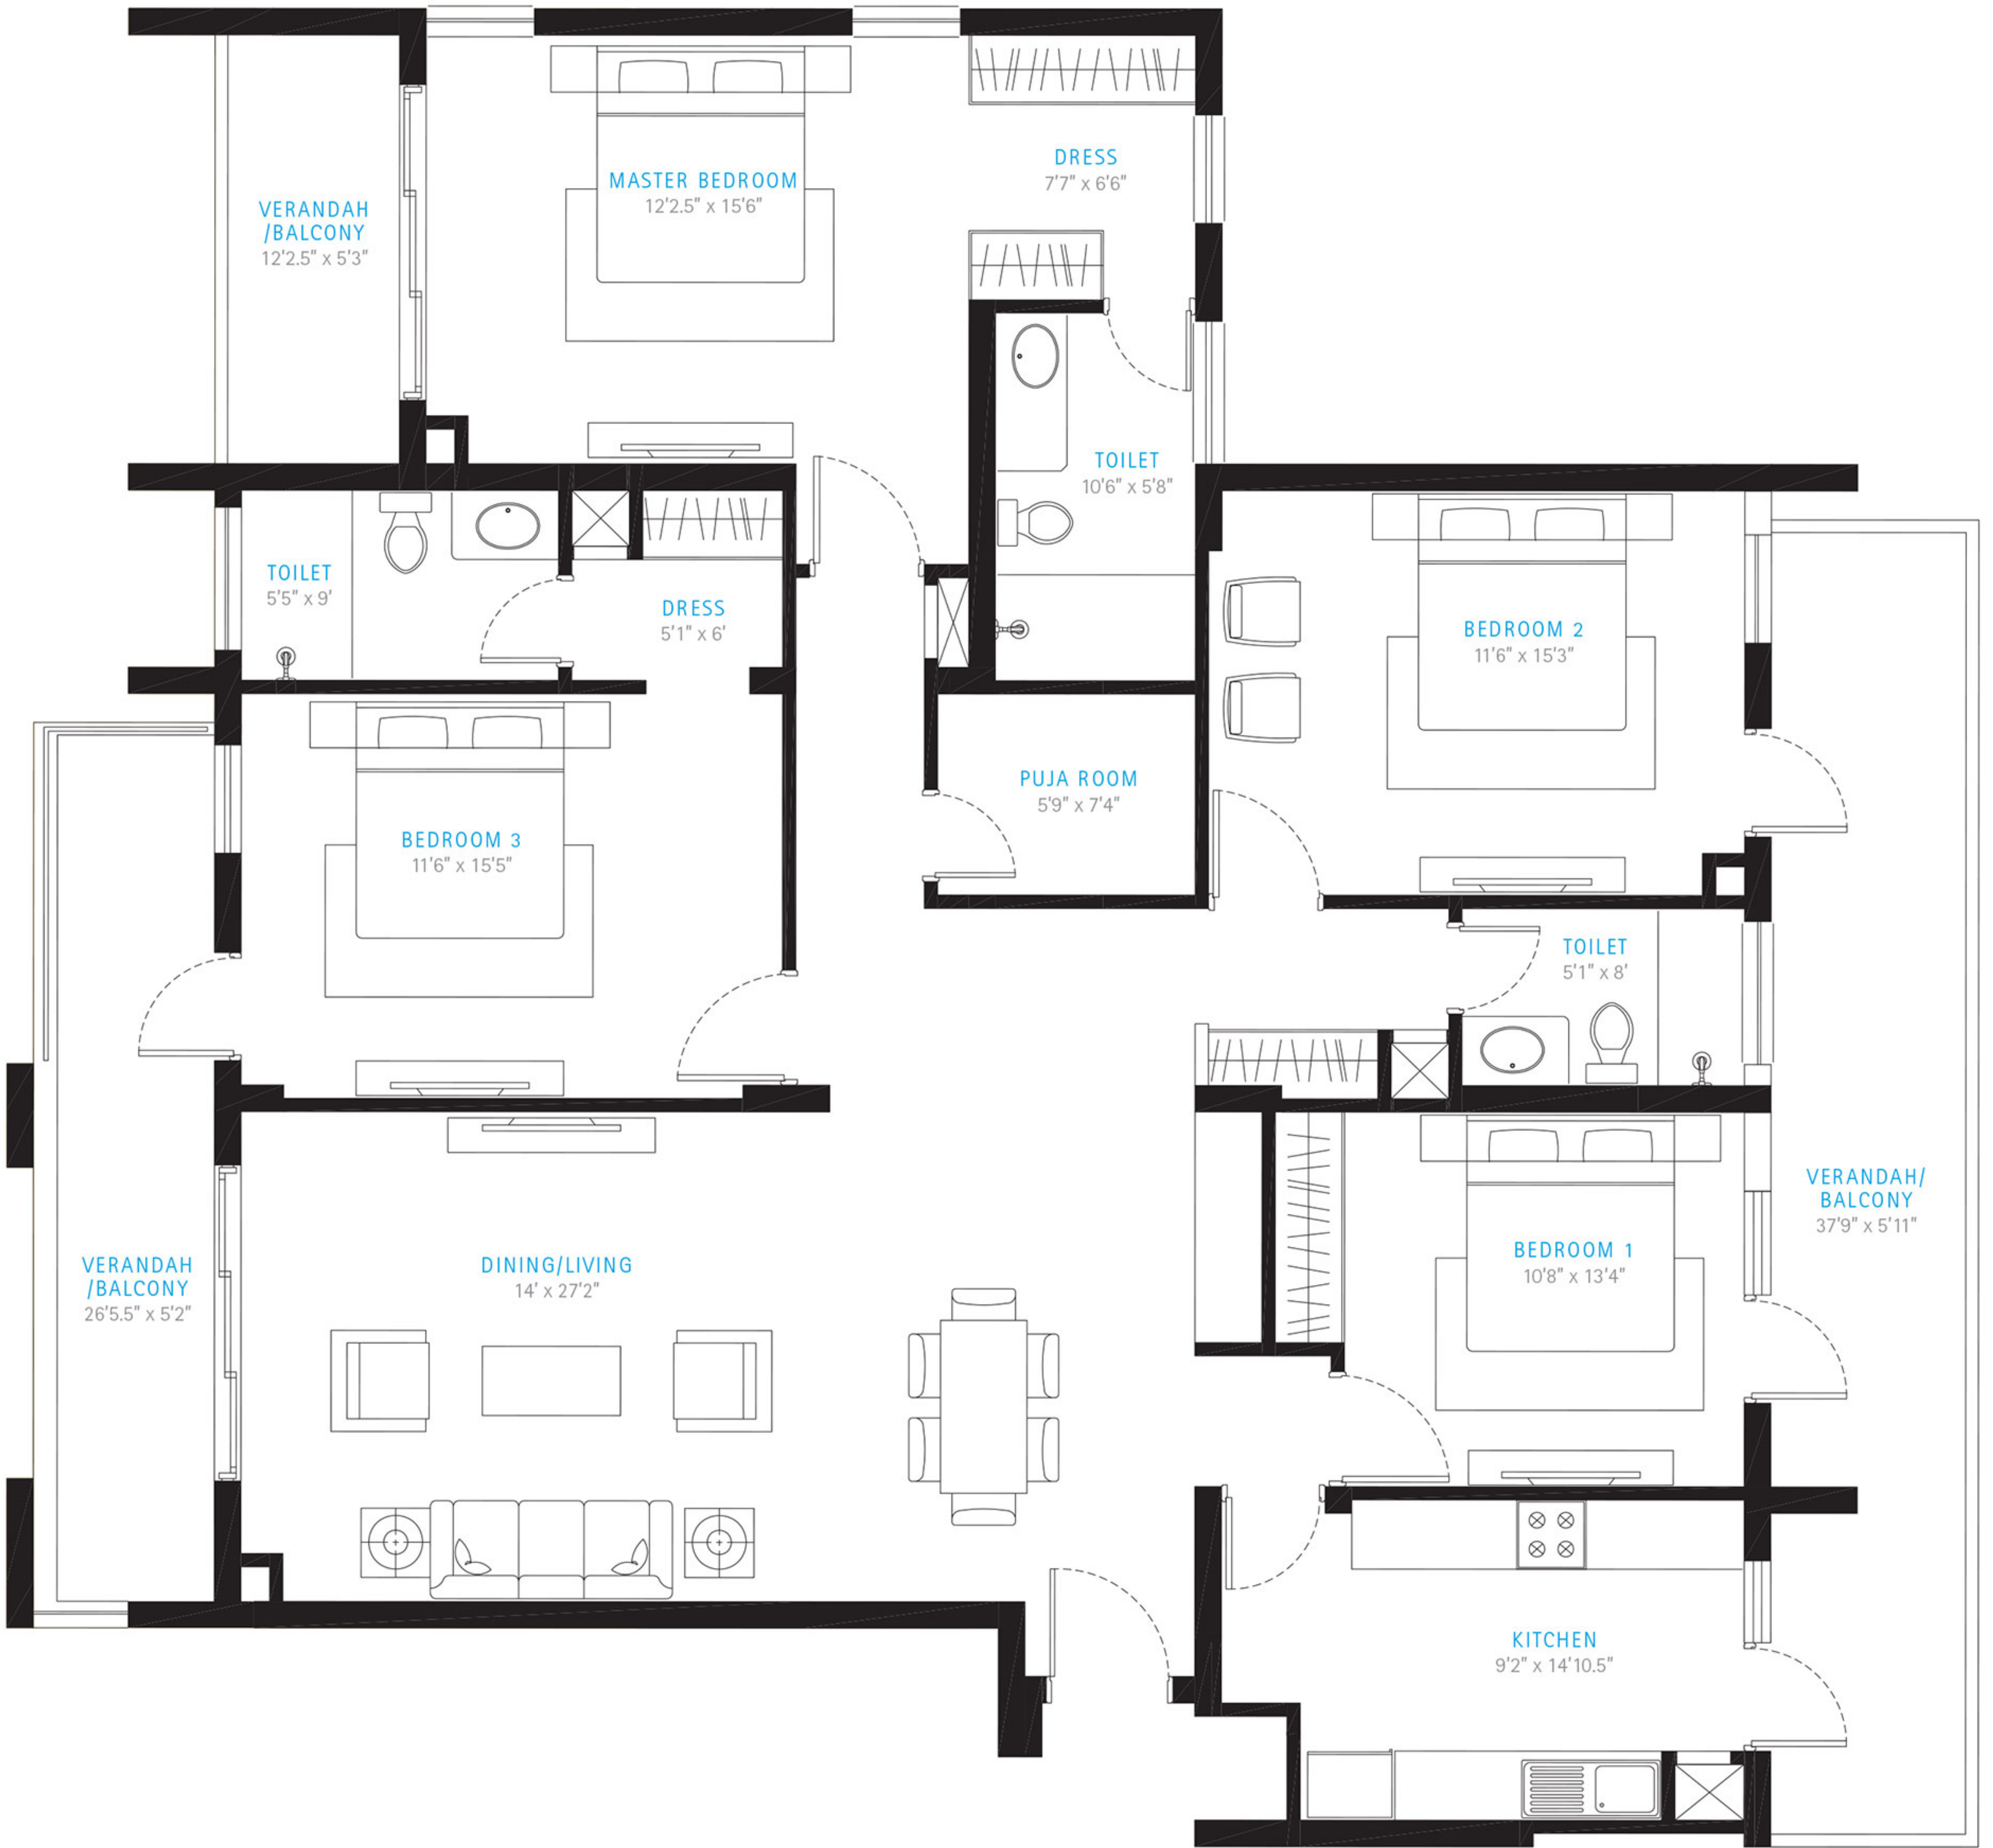 MASTER BEDROOM
12'2.5" x 15'6"
DRESS
7'7" x 6'6"
VERANDAH
/BALCONY
12'2.5" x 5'3"
TOILET
10'6" x 5'8"
TOILET
5'5" x 9'
DRESS
5'1" x 6'
BEDROOM 2
11'6" x 15'3"
PUJA ROOM
5'9" x 7'4"
BEDROOM 3
11'6" x 15'5"
TOILET
5'1" x 8'
VERANDAH/
BALCONY
37'9" x 5'11"
BEDROOM 1
10'8" x 13'4"
VERANDAH
/BALCONY
26'5.5" x 5'2"
DINING/LIVING
14' x 27'2"
KITCHEN
9'2" x 14'10.5"